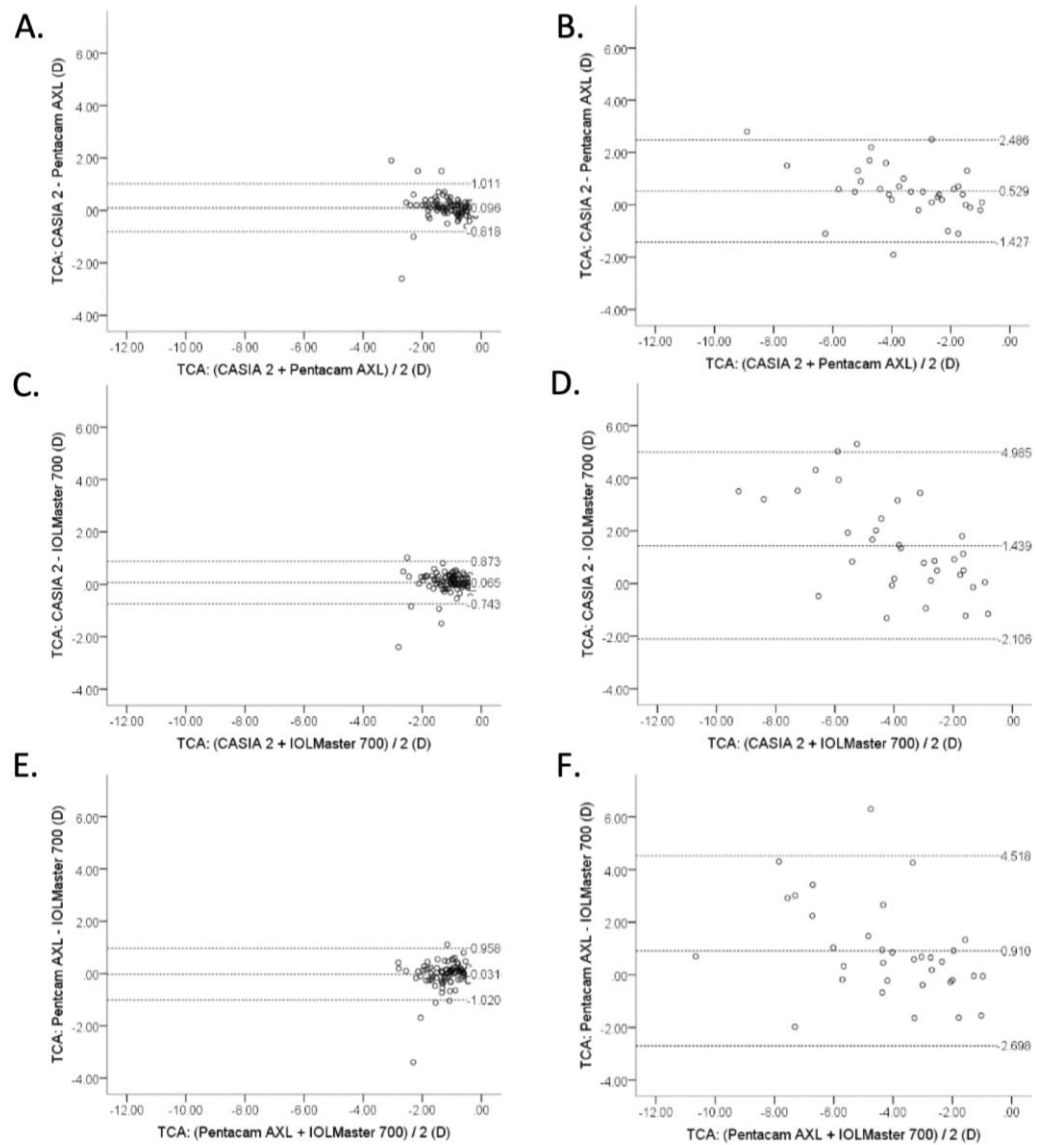 A.
TCA: CASIA 2 - Pentacam AXL (D)
6.00
4.00
2.00
.00
-2.00
-4.00
1.011
0.096
-0.818
-12.00 -10.00 -8.00 -6.00 -4.00 -2.00 .00
TCA: (CASIA 2 + Pentacam AXL) / 2 (D)
B.
TCA: CASIA 2 - Pentacam AXL (D)
6.00
4.00
2.00
.00
-2.00
-4.00
2.486
0.529
-1.427
-12.00 -10.00 -8.00 -6.00 -4.00 -2.00 .00
TCA: (CASIA 2 + Pentacam AXL) / 2 (D)
C.
TCA: CASIA 2 - IOLMaster 700 (D)
6.00
4.00
2.00
.00
-2.00
-4.00
0.873
0.065
-0.743
-12.00 -10.00 -8.00 -6.00 -4.00 -2.00 .00
TCA: (CASIA 2 + IOLMaster 700) / 2 (D)
D.
TCA: CASIA 2 - IOLMaster 700 (D)
6.00
4.00
2.00
.00
-2.00
-4.00
4.985
1.439
-2.106
-12.00 -10.00 -8.00 -6.00 -4.00 -2.00 .00
TCA: (CASIA 2 + IOLMaster 700) / 2 (D)
E.
TCA: Pentcam AXL - IOLMaster 700 (D)
6.00
4.00
2.00
.00
-2.00
-4.00
0.958
-0.031
-1.020
-12.00 -10.00 -8.00 -6.00 -4.00 -2.00 .00
TCA: (Pentacam AXL + IOLMaster 700) / 2 (D)
F.
TCA: Pentacam AXL - IOLMaster 700 (D)
6.00
4.00
2.00
.00
-2.00
-4.00
4.518
0.910
-2.698
-12.00 -10.00 -8.00 -6.00 -4.00 -2.00 .00
TCA: (Pentacam AXL + IOLMaster 700) / 2 (D)